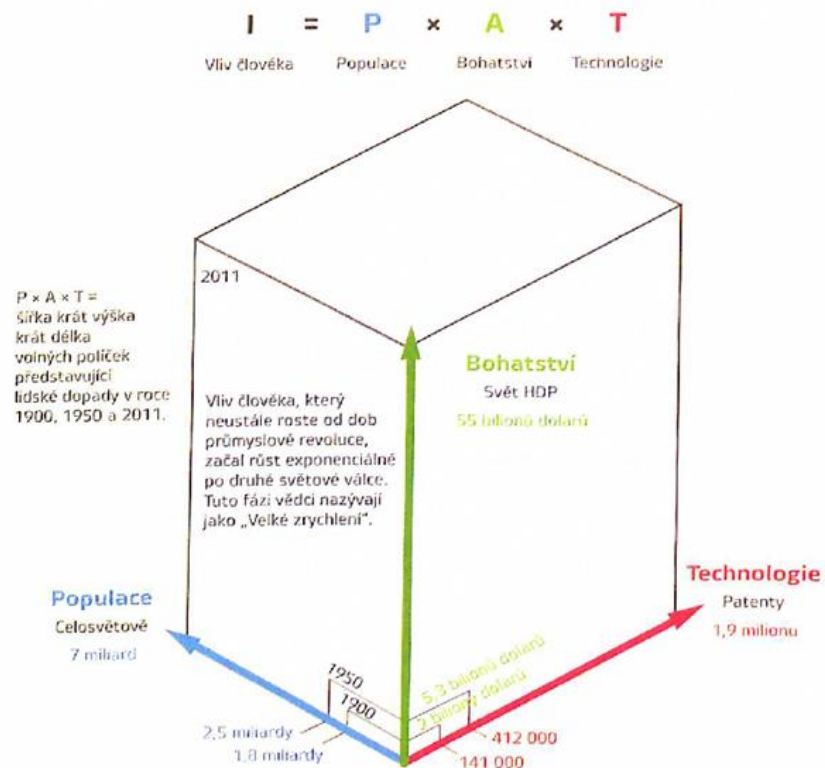 I = P × A × T
Vliv člověka Populace Bohatství Technologie
2011
P × A × T =
šířka krát výška
krát délka
volných políček
představující
lidské dopady v roce
1900, 1950 a 2011.
Vliv člověka, který
neustále roste od dob
průmyslové revoluce,
začal růst exponenciálně
po druhé světové válce.
Tuto fázi vědci nazývají
jako „Velké zrychlení".
Bohatství
Svět HDP
55 bilionů dolarů
Populace
Celosvětově
7 miliard
Technologie
Patenty
1,9 milionu
1950
1900
5,3 bilionů dolarů
2 biliony dolarů
2,5 miliardy
1,8 miliardy
412 000
141 000